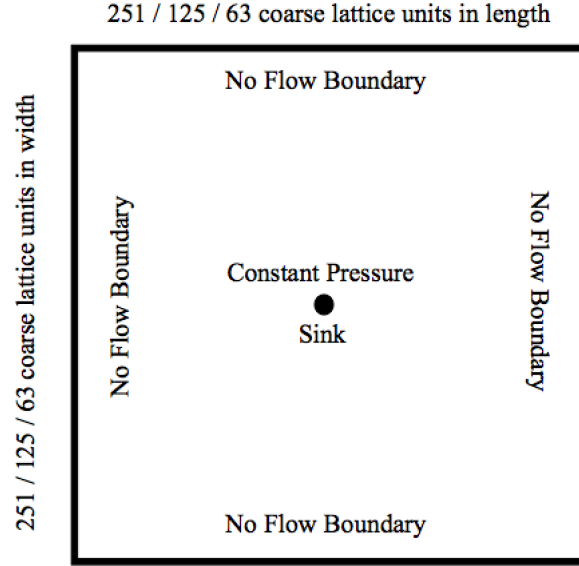 251 / 125 / 63 coarse lattice units in length
No Flow Boundary
251 / 125 / 63 coarse lattice units in width
No Flow Boundary
No Flow Boundary
Constant Pressure
Sink
No Flow Boundary